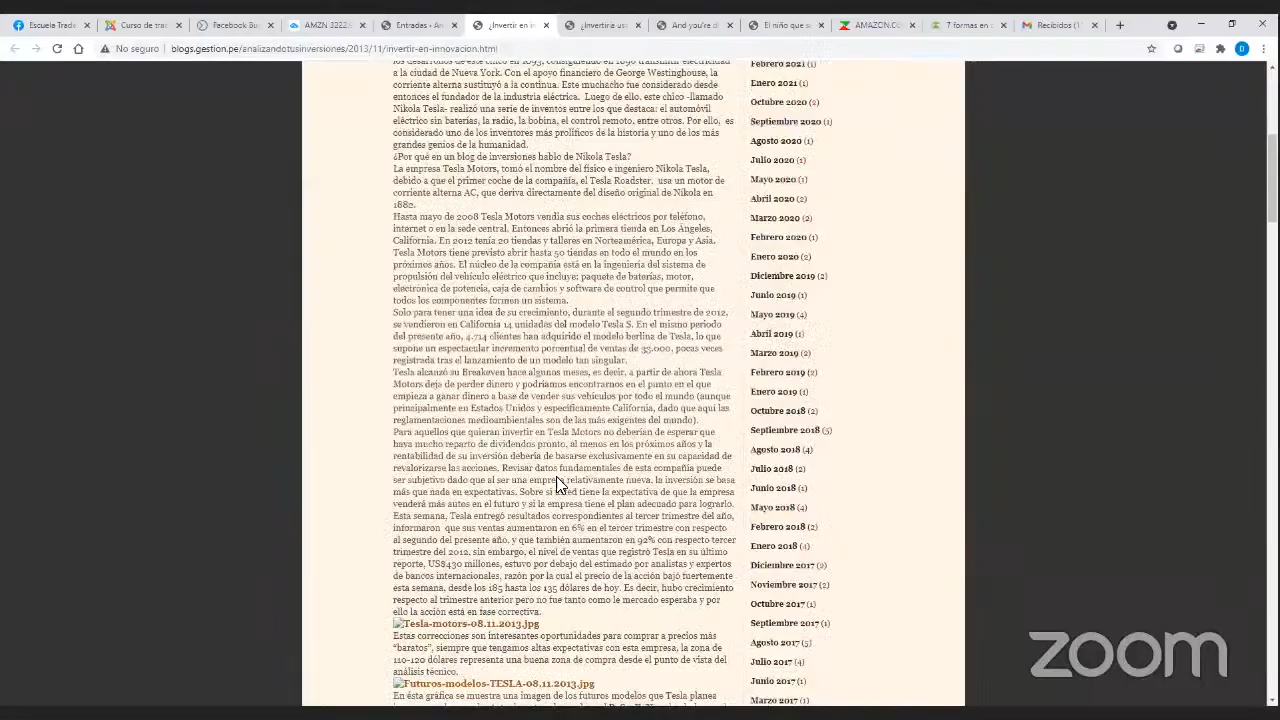 Escuela Trade
Curso de trac
Facebook Bu
AMZN 3222.
Entradas ‹ An
¿Invertir en in
¿Invertiría us
And you're di
El niño que s
AMAZON.CO
7 formas en c
Recibidos (1
No seguro
blogs.gestion.pe/analizandotusinversiones/2013/11/invertir-en-innovacion.html
D
los desarrollos de este chico en 1893, consiguiendo en 1896 transmitir electricidad
a la ciudad de Nueva York. Con el apoyo financiero de George Westinghouse, la
corriente alterna sustituyó a la continua. Este muchacho fue considerado desde
entonces el fundador de la industria eléctrica. Luego de ello, este chico -llamado
Nikola Tesla- realizó una serie de inventos entre los que destaca: el automóvil
eléctrico sin baterías, la radio, la bobina, el control remoto, entre otros. Por ello, es
considerado uno de los inventores más prolíficos de la historia y uno de los más
grandes genios de la humanidad.
¿Por qué en un blog de inversiones hablo de Nikola Tesla?
La empresa Tesla Motors, tomó el nombre del físico e ingeniero Nikola Tesla,
debido a que el primer coche de la compañía, el Tesla Roadster, usa un motor de
corriente alterna AC, que deriva directamente del diseño original de Nikola en
1882.
Hasta mayo de 2008 Tesla Motors vendía sus coches eléctricos por teléfono,
internet o en la sede central. Entonces abrió la primera tienda en Los Ángeles,
California. En 2012 tenía 20 tiendas y talleres en Norteamérica, Europa y Asia.
Tesla Motors tiene previsto abrir hasta 50 tiendas en todo el mundo en los
próximos años. El núcleo de la compañía está en la ingeniería del sistema de
propulsión del vehículo eléctrico que incluye: paquete de baterías, motor,
electrónica de potencia, caja de cambios y software de control que permite que
todos los componentes formen un sistema.
Solo para tener una idea de su crecimiento, durante el segundo trimestre de 2012,
se vendieron en California 14 unidades del modelo Tesla S. En el mismo periodo
del presente año, 4.714 clientes han adquirido el modelo berlina de Tesla, lo que
supone un espectacular incremento porcentual de ventas de 33.000, pocas veces
registrada tras el lanzamiento de un modelo tan singular.
Tesla alcanzó su Breakeven hace algunos meses, es decir, a partir de ahora Tesla
Motors deja de perder dinero y podríamos encontrarnos en el punto en el que
empieza a ganar dinero a base de vender sus vehículos por todo el mundo (aunque
principalmente en Estados Unidos y específicamente California, dado que aquí las
reglamentaciones medioambientales son de las más exigentes del mundo).
Para aquellos que quieran invertir en Tesla Motors no deberían de esperar que
haya mucho reparto de dividendos pronto, al menos en los próximos años y la
rentabilidad de su inversión debería de basarse exclusivamente en su capacidad de
revalorizarse las acciones. Revisar datos fundamentales de esta compañía puede
ser subjetivo dado que al ser una empresa relativamente nueva, la inversión se basa
más que nada en expectativas. Sobre si tiene la expectativa de que la empresa
venderá más autos en el futuro y si la empresa tiene el plan adecuado para lograrlo.
Esta semana, Tesla entregó resultados correspondientes al tercer trimestre del año,
informaron que sus ventas aumentaron en 6% en el tercer trimestre con respecto
al segundo del presente año, y que también aumentaron en 92% con respecto tercer
trimestre del 2012, sin embargo, el nivel de ventas que registró Tesla en su último
reporte, US$430 millones, estuvo por debajo del estimado por analistas y expertos
de bancos internacionales, razón por la cual el precio de la acción bajó fuertemente
esta semana, desde los 185 hasta los 135 dólares de hoy. Es decir, hubo crecimiento
respecto al trimestre anterior pero no fue tanto como le mercado esperaba y por
ello la acción está en fase correctiva.
Tesla-motors-08.11.2013.jpg
Estas correcciones son interesantes oportunidades para comprar a precios más
“baratos”, siempre que tengamos altas expectativas con esta empresa, la zona de
110-120 dólares representa una buena zona de compra desde el punto de vista del
análisis técnico.
Futuros-modelos-TESLA-08.11.2013.jpg
En ésta gráfica se muestra una imagen de los futuros modelos que Tesla planea
Febrero 2021 (1)
Enero 2021 (1)
Octubre 2020 (2)
Septiembre 2020 (1)
Agosto 2020 (1)
Julio 2020 (1)
Mayo 2020 (1)
Abril 2020 (2)
Marzo 2020 (2)
Febrero 2020 (1)
Enero 2020 (2)
Diciembre 2019 (2)
Junio 2019 (1)
Mayo 2019 (4)
Abril 2019 (1)
Marzo 2019 (2)
Febrero 2019 (2)
Enero 2019 (1)
Octubre 2018 (2)
Septiembre 2018 (5)
Agosto 2018 (4)
Julio 2018 (2)
Junio 2018 (1)
Mayo 2018 (4)
Febrero 2018 (2)
Enero 2018 (4)
Diciembre 2017 (2)
Noviembre 2017 (2)
Octubre 2017 (1)
Septiembre 2017 (1)
Agosto 2017 (5)
Julio 2017 (4)
Junio 2017 (1)
Marzo 2017 (1)
zoom